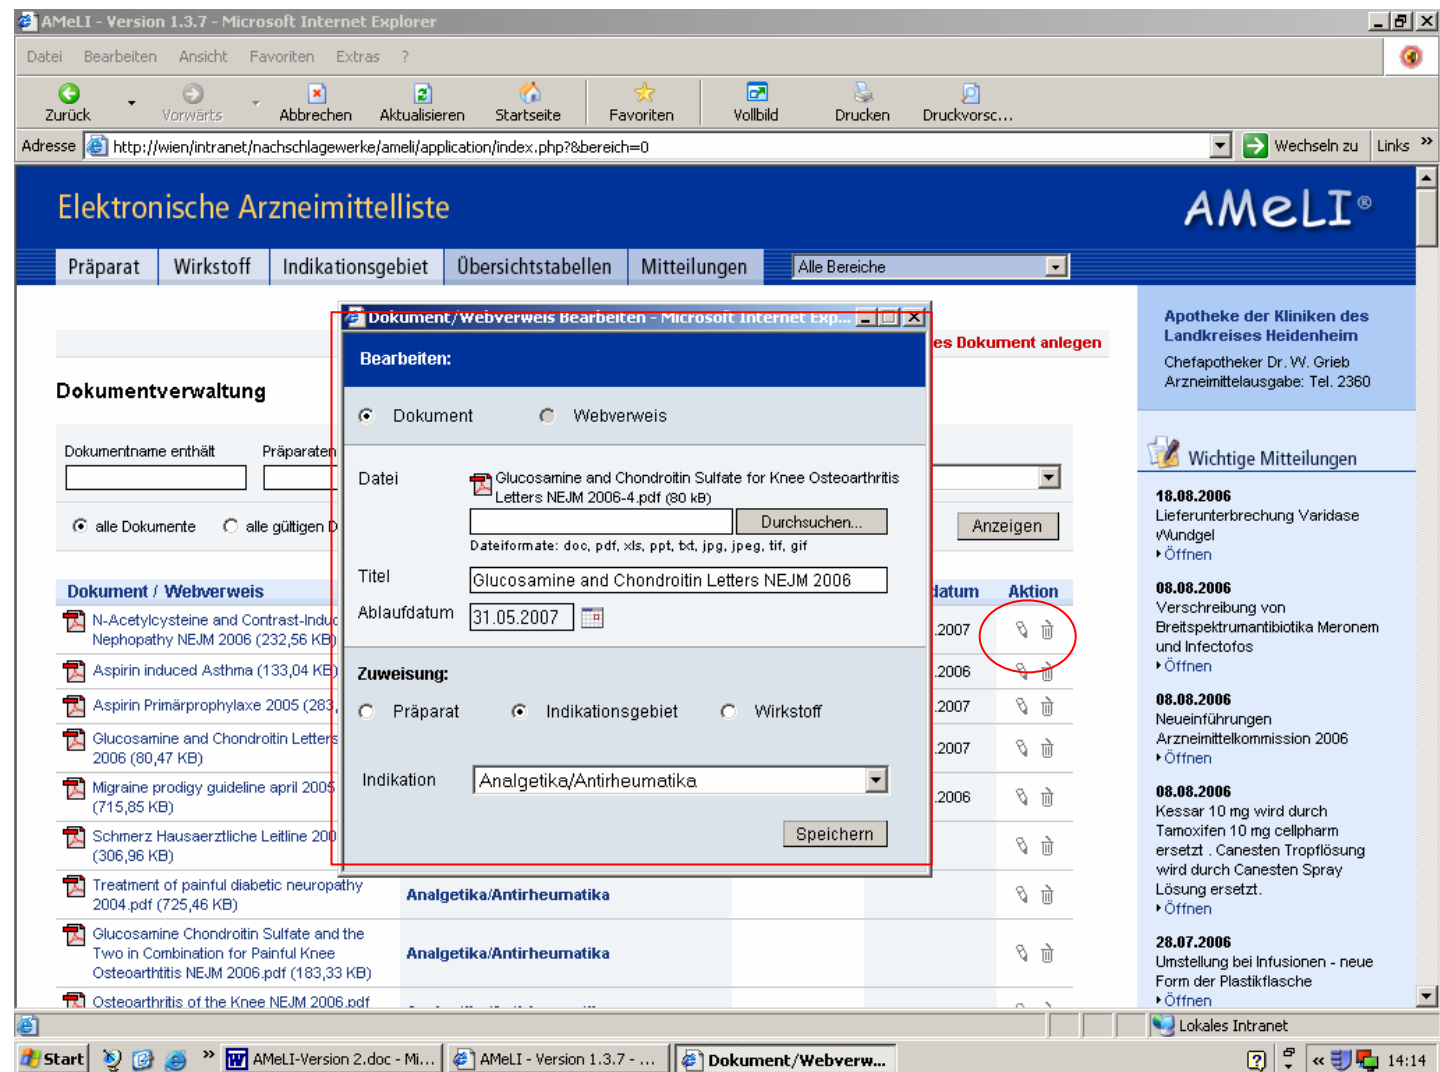 AMeLI - Version 1.3.7 - Microsoft Internet Explorer
Datei Bearbeiten Ansicht Favoriten Extras ?
Zurück Vorwärts Abbrechen Aktualisieren Startseite Favoriten Vollbild Drucken Druckvorsc...
Adresse http://wien/intranet/nachschlagewerke/ameli/application/index.php?&bereich=0 Wechseln zu Links »
Elektronische Arzneimittelliste
AMeLI®
Präparat Wirkstoff Indikationsgebiet Übersichtstabellen Mitteilungen Alle Bereiche
es Dokument anlegen
Dokumentverwaltung
Dokumentname enthält Präparaten
alle Dokumente alle gültigen D
Anzeigen
Dokument / Webverweis datum Aktion
N-Acetylcysteine and Contrast-Induc
Nephopathy NEJM 2006 (232,56 KB) .2007
Aspirin induced Asthma (133,04 KB) .2006
Aspirin Primärprophylaxe 2005 (283, .2007
Glucosamine and Chondroitin Letters
2006 (80,47 KB) .2007
Migraine prodigy guideline april 2005
(715,85 KB) .2006
Schmerz Hausaerztliche Leitline 200
(306,96 KB)
Treatment of painful diabetic neuropathy
2004.pdf (725,46 KB) Analgetika/Antirheumatika
Glucosamine Chondroitin Sulfate and the
Two in Combination for Painful Knee
Osteoarthtitis NEJM 2006.pdf (183,33 KB) Analgetika/Antirheumatika
Osteoarthritis of the Knee NEJM 2006.pdf
Dokument/Webverweis Bearbeiten - Microsoft Internet Exp...
Bearbeiten:
Dokument Webverweis
Datei Glucosamine and Chondroitin Sulfate for Knee Osteoarthritis
Letters NEJM 2006-4.pdf (80 kB)
Durchsuchen...
Dateiformate: doc, pdf, xls, ppt, txt, jpg, jpeg, tif, gif
Titel Glucosamine and Chondroitin Letters NEJM 2006
Ablaufdatum 31.05.2007
Zuweisung:
Präparat Indikationsgebiet Wirkstoff
Indikation Analgetika/Antirheumatika
Speichern
Apotheke der Kliniken des
Landkreises Heidenheim
Chefapotheker Dr. W. Grieb
Arzneimittelausgabe: Tel. 2360
Wichtige Mitteilungen
18.08.2006
Lieferunterbrechung Varidase
Wundgel
Öffnen
08.08.2006
Verschreibung von
Breitspektrumantibiotika Meronem
und Infectofos
Öffnen
08.08.2006
Neueinführungen
Arzneimittelkommission 2006
Öffnen
08.08.2006
Kessar 10 mg wird durch
Tamoxifen 10 mg cellpharm
ersetzt . Canesten Tropflösung
wird durch Canesten Spray
Lösung ersetzt.
Öffnen
28.07.2006
Umstellung bei Infusionen - neue
Form der Plastikflasche
Öffnen
Lokales Intranet
Start » AMeLI-Version 2.doc - Mi... AMeLI - Version 1.3.7 - ... Dokument/Webverw... « 14:14